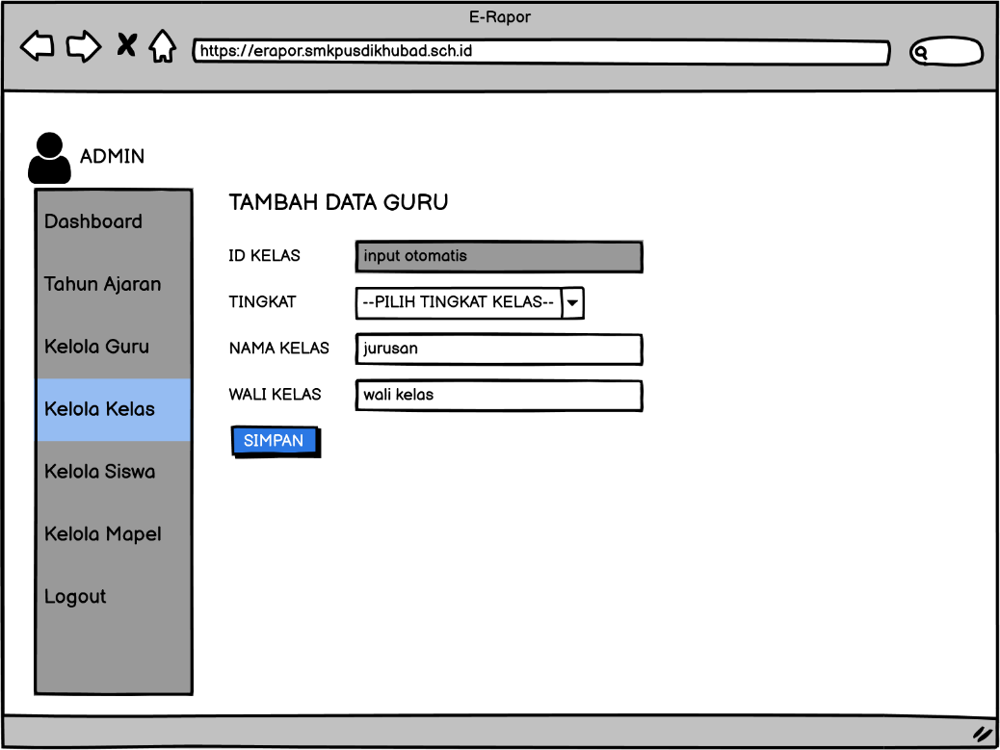 E-Rapor
https://erapor.smkpusdikhubad.sch.id
ADMIN
Dashboard
Tahun Ajaran
Kelola Guru
Kelola Kelas
Kelola Siswa
Kelola Mapel
Logout
TAMBAH DATA GURU
ID KELAS input otomatis
TINGKAT --PILIH TINGKAT KELAS--
NAMA KELAS jurusan
WALI KELAS wali kelas
SIMPAN